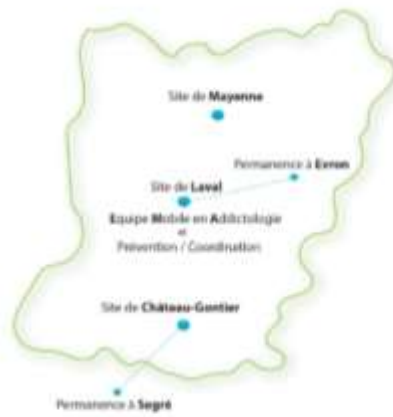 Site de Mayenne
Permanence à Evron
Site de Laval
Equipe Mobile en Addictologie
et
Prévention / Coordination
Site de Château-Gontier
Permanence à Segré